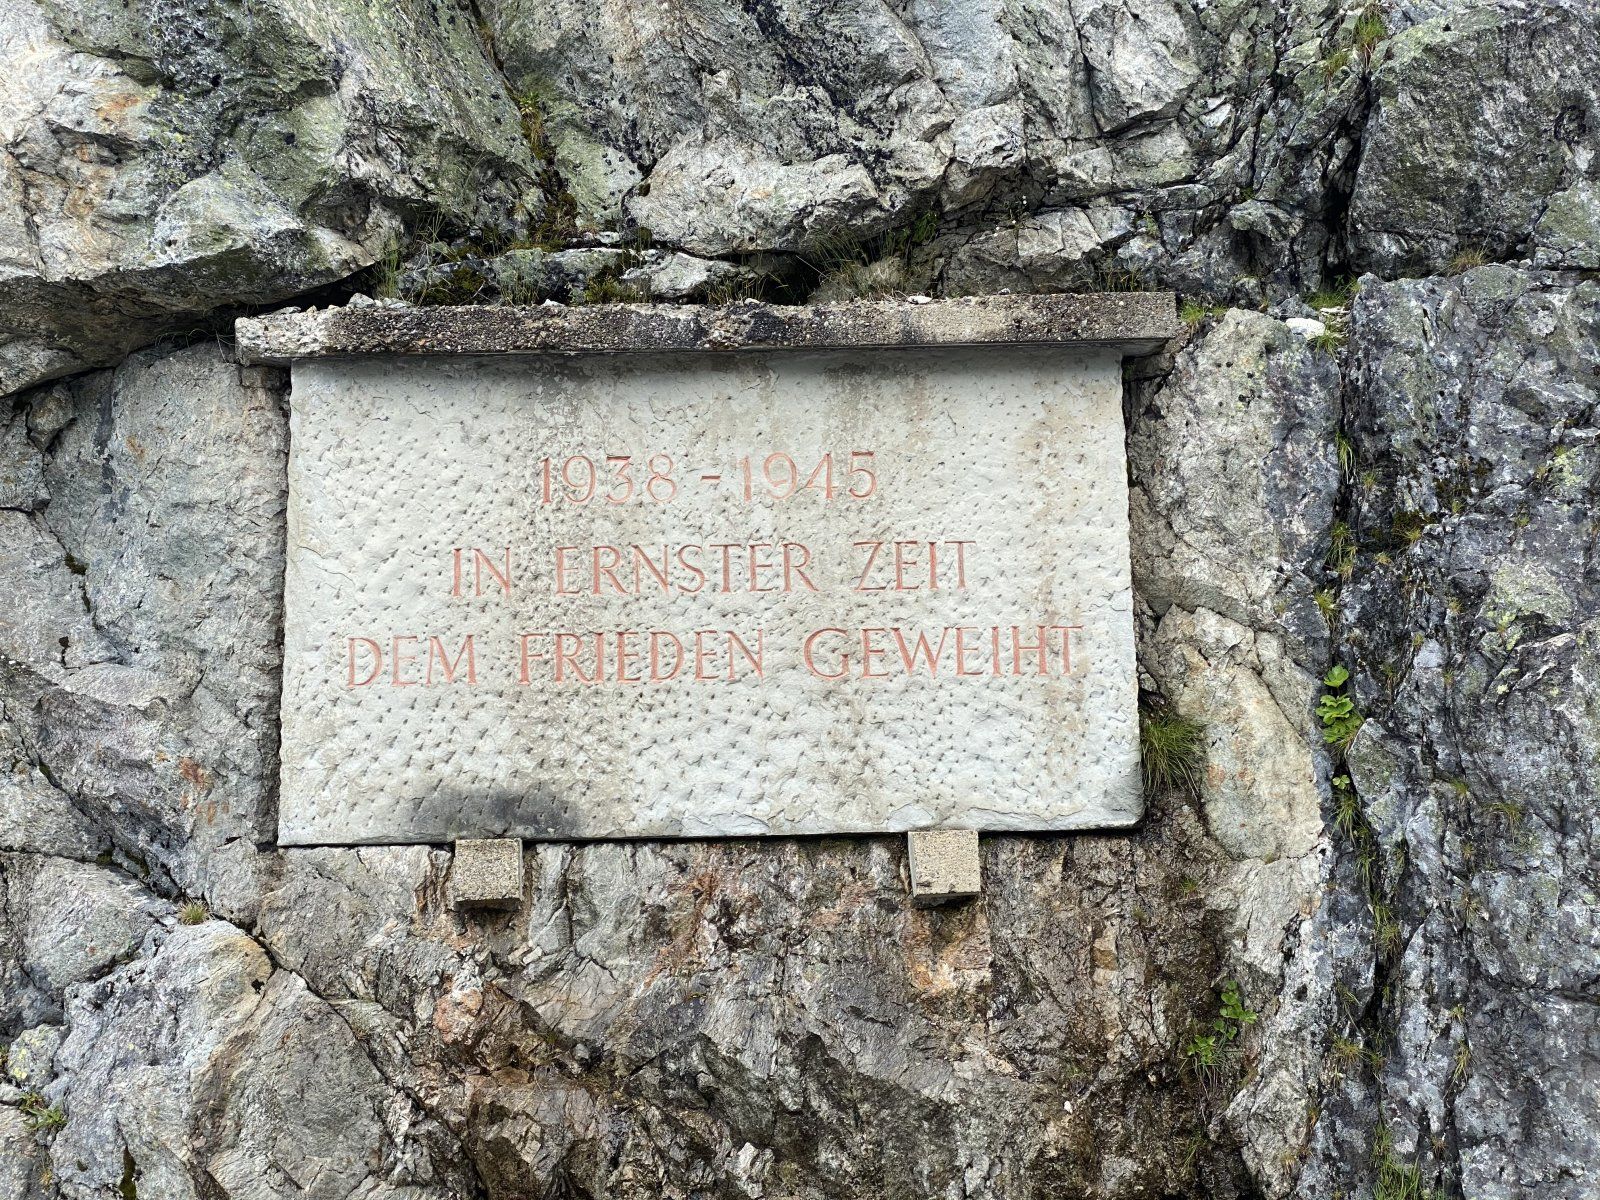 1938-1945
IN ERNSTER ZEIT
DEM FRIEDEN GEWEIHT